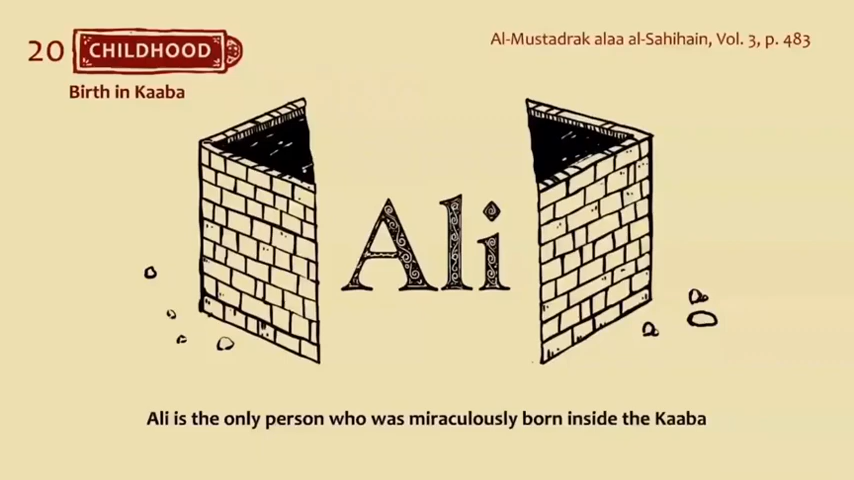 20 CHILDHOOD
Al-Mustadrak alaa al-Sahihain, Vol. 3, p. 483
Birth in Kaaba
Ali
Ali is the only person who was miraculously born inside the Kaaba